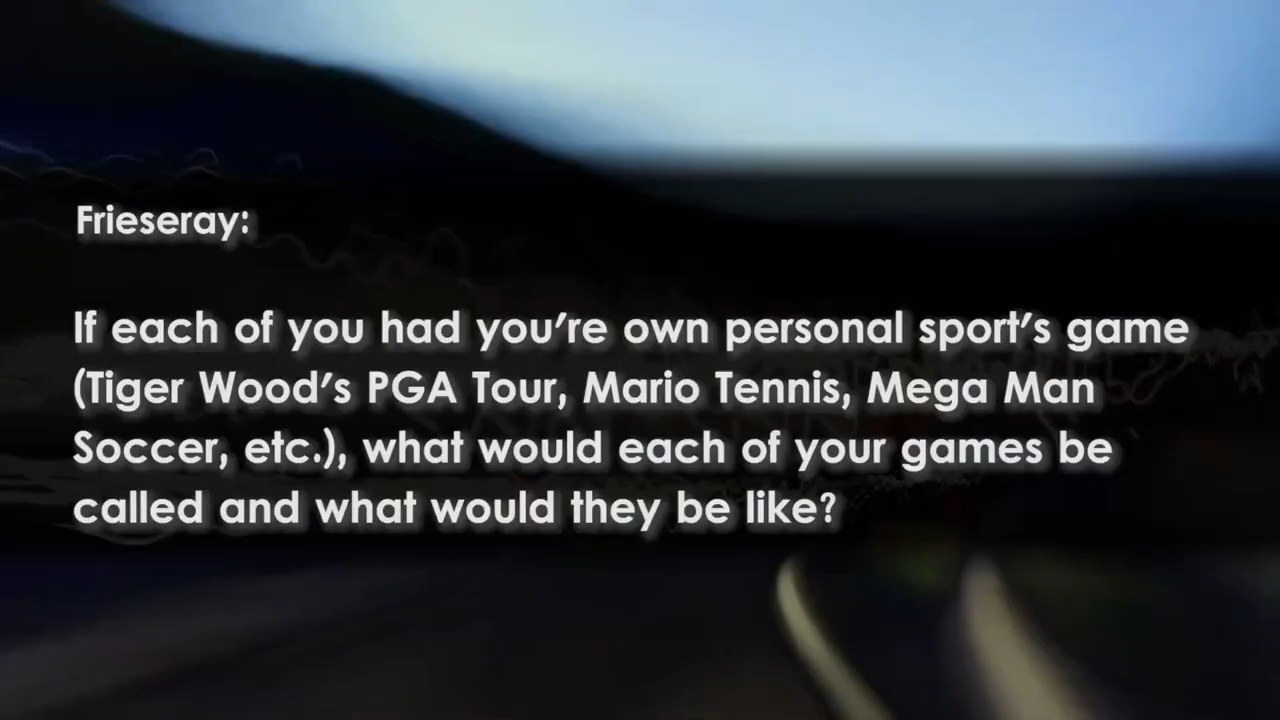 Frieseray:
If each of you had you're own personal sport's game
(Tiger Wood's PGA Tour, Mario Tennis, Mega Man
Soccer, etc.), what would each of your games be
called and what would they be like?